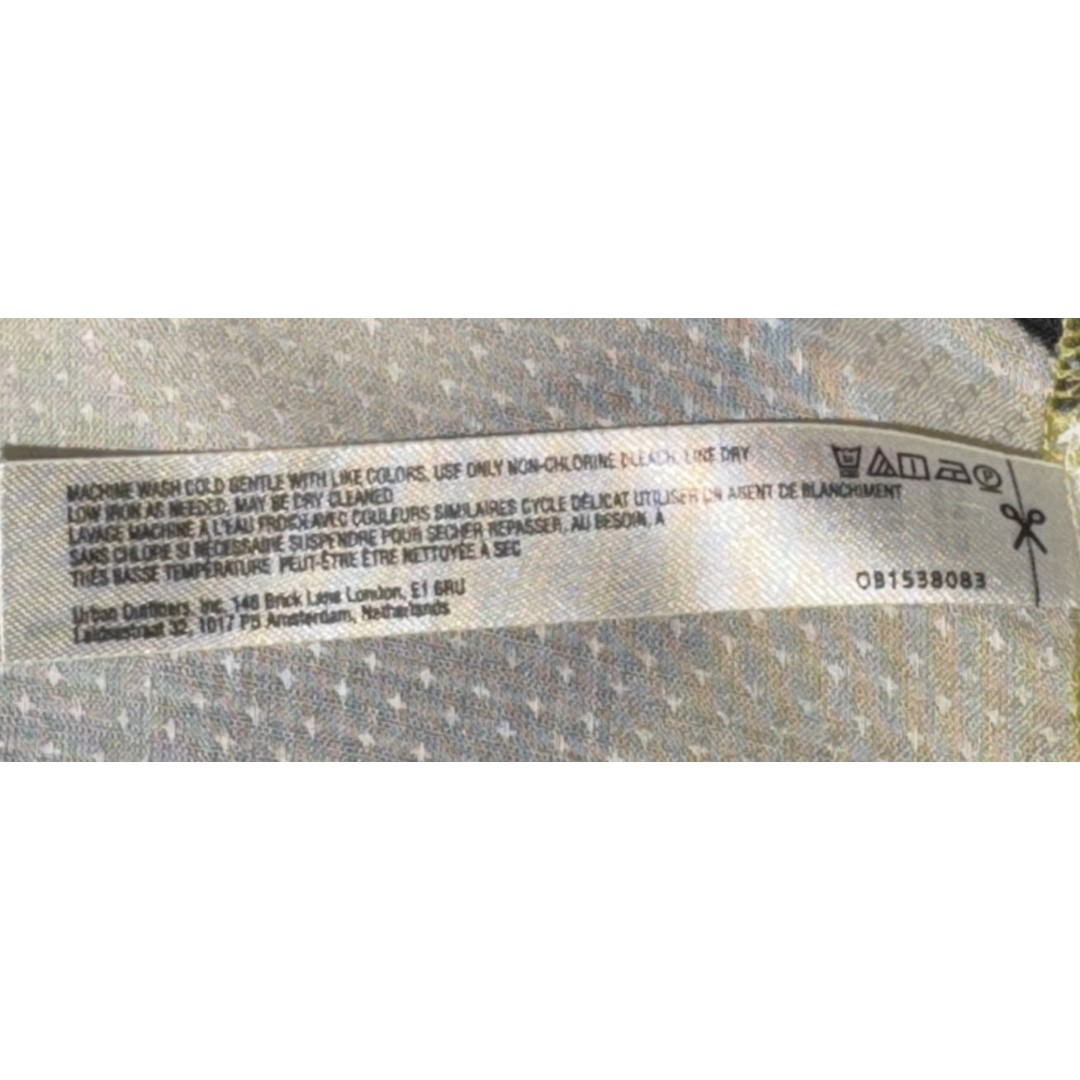 MACHINE WASH COLD GENTLE WITH LIKE COLORS, USE ONLY NON-CHLORINE BLEACH, LINE DRY
LOW IRON AS NEEDED, MAY BE DRY CLEANED
LAVAGE MACHINE À L'EAU FROIDE AVEC COULEURS SIMILAIRES CYCLE DÉLICAT UTILISER UN AGENT DE BLANCHIMENT
SANS CHLORE SI NÉCESSAIRE SUSPENDRE POUR SÉCHER REPASSER, AU BESOIN, À
TRÈS BASSE TEMPÉRATURE PEUT-ÊTRE ÊTRE NETTOYÉE À SEC
Urban Outfitters, Inc. 146 Brick Lane London, E1 6RU
Leidsestraat 32, 1017 PB Amsterdam, Netherlands
OB1538083